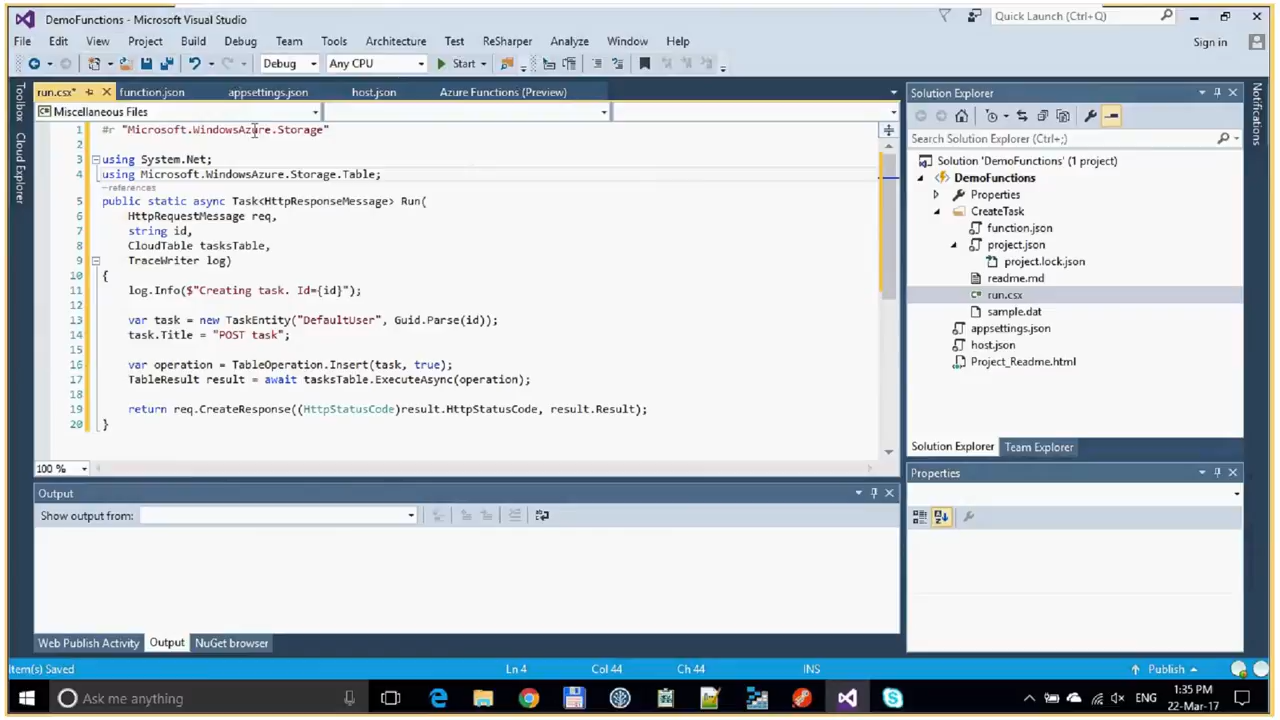 DemoFunctions - Microsoft Visual Studio
Quick Launch (Ctrl+Q)
File Edit View Project Build Debug Team Tools Architecture Test ReSharper Analyze Window Help
Sign in
Debug Any CPU Start
run.csx* function.json appsettings.json host.json Azure Functions (Preview)
Miscellaneous Files
Toolbox
Cloud Explorer
1 #r "Microsoft.WindowsAzure.Storage"
2
3 using System.Net;
4 using Microsoft.WindowsAzure.Storage.Table;
-references
5 public static async Task<HttpResponseMessage> Run(
6 HttpRequestMessage req,
7 string id,
8 CloudTable tasksTable,
9 TraceWriter log)
10 {
11 log.Info($"Creating task. Id={id}");
12
13 var task = new TaskEntity("DefaultUser", Guid.Parse(id));
14 task.Title = "POST task";
15
16 var operation = TableOperation.Insert(task, true);
17 TableResult result = await tasksTable.ExecuteAsync(operation);
18
19 return req.CreateResponse((HttpStatusCode)result.HttpStatusCode, result.Result);
20 }
100 %
Output
Show output from:
Web Publish Activity Output NuGet browser
Solution Explorer
Search Solution Explorer (Ctrl+;)
Solution 'DemoFunctions' (1 project)
DemoFunctions
Properties
CreateTask
function.json
project.json
project.lock.json
readme.md
run.csx
sample.dat
appsettings.json
host.json
Project_Readme.html
Solution Explorer Team Explorer
Properties
Notifications
Item(s) Saved Ln 4 Col 44 Ch 44 INS Publish
Ask me anything
ENG
1:35 PM
22-Mar-17